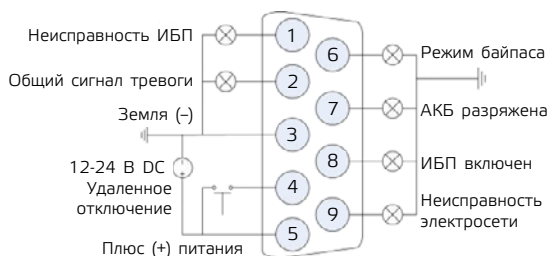 Неисправность ИБП
1
6
Режим байпаса
Общий сигнал тревоги
2
Земля (–)
7
АКБ разряжена
3
12-24 В DC
8
ИБП включен
Удаленное
отключение
4
9
Неисправность
электросети
5
Плюс (+) питания